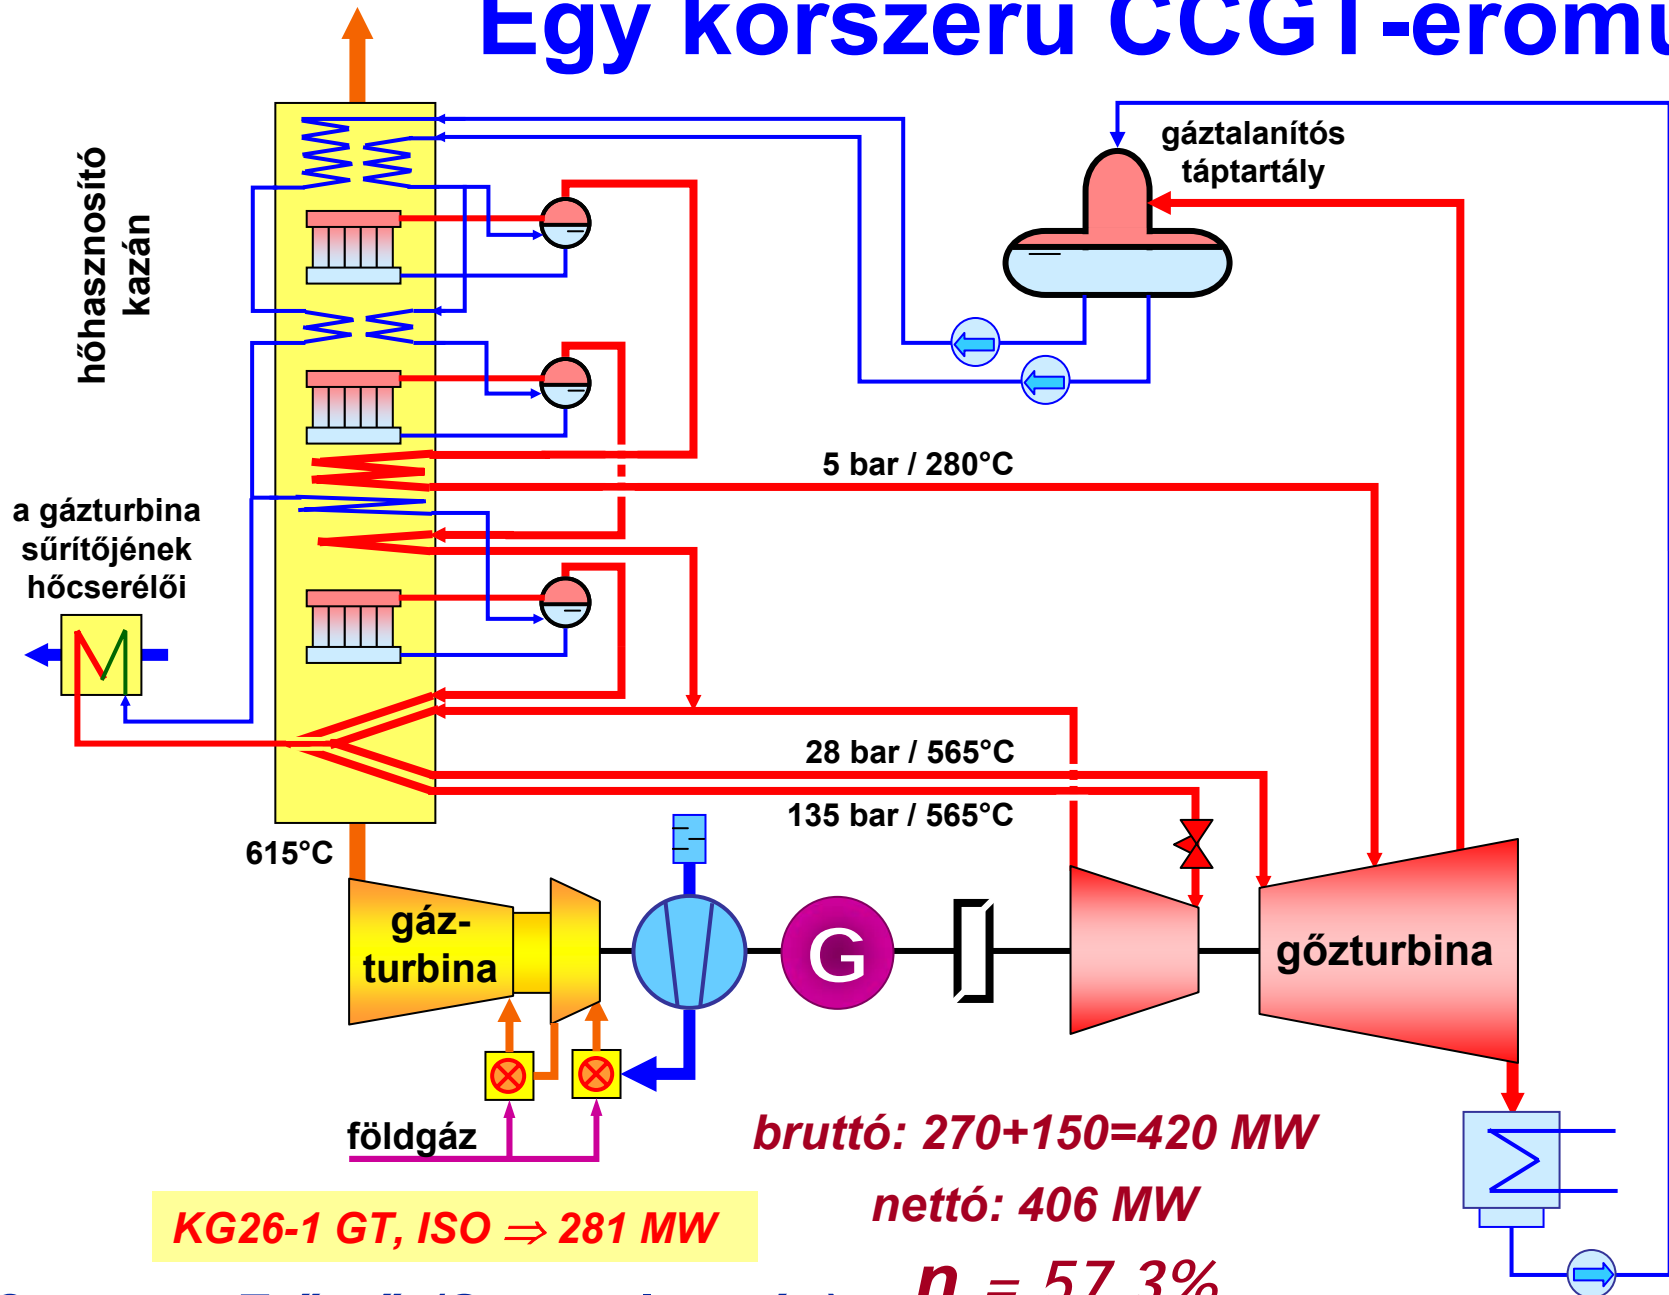 Egy korszerű CCGT-erőmű
gáztalanítós
táptartály
hőhasznosító
kazán
5 bar / 280°C
a gázturbina
sűrítőjének
hőcserélői
28 bar / 565°C
135 bar / 565°C
615°C
gáz-
turbina
G
gőzturbina
földgáz
bruttó: 270+150=420 MW
nettó: 406 MW
KG26-1 GT, ISO ⇒ 281 MW
η = 57,3%